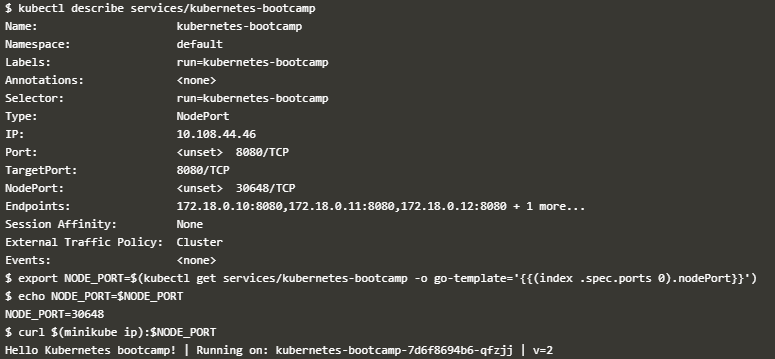 $ kubectl describe services/kubernetes-bootcamp
Name:                     kubernetes-bootcamp
Namespace:                default
Labels:                   run=kubernetes-bootcamp
Annotations:              <none>
Selector:                 run=kubernetes-bootcamp
Type:                     NodePort
IP:                       10.108.44.46
Port:                     <unset>  8080/TCP
TargetPort:               8080/TCP
NodePort:                 <unset>  30648/TCP
Endpoints:                172.18.0.10:8080,172.18.0.11:8080,172.18.0.12:8080 + 1 more...
Session Affinity:         None
External Traffic Policy:  Cluster
Events:                   <none>
$ export NODE_PORT=$(kubectl get services/kubernetes-bootcamp -o go-template='{{(index .spec.ports 0).nodePort}}')
$ echo NODE_PORT=$NODE_PORT
NODE_PORT=30648
$ curl $(minikube ip):$NODE_PORT
Hello Kubernetes bootcamp! | Running on: kubernetes-bootcamp-7d6f8694b6-qfzjj | v=2